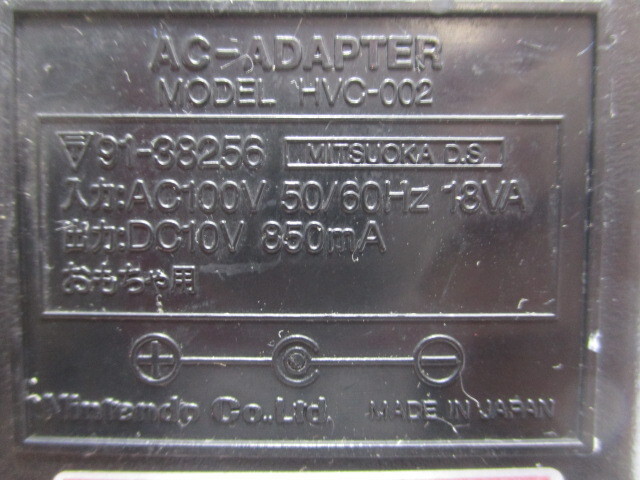 AC-ADAPTER
MODEL HVC-002
91-38256 MITSUOKA D.S
入力:AC100V 50/60Hz 18VA
出力:DC10V 850mA
おもちゃ用
Nintendo Co.,Ltd. MADE IN JAPAN